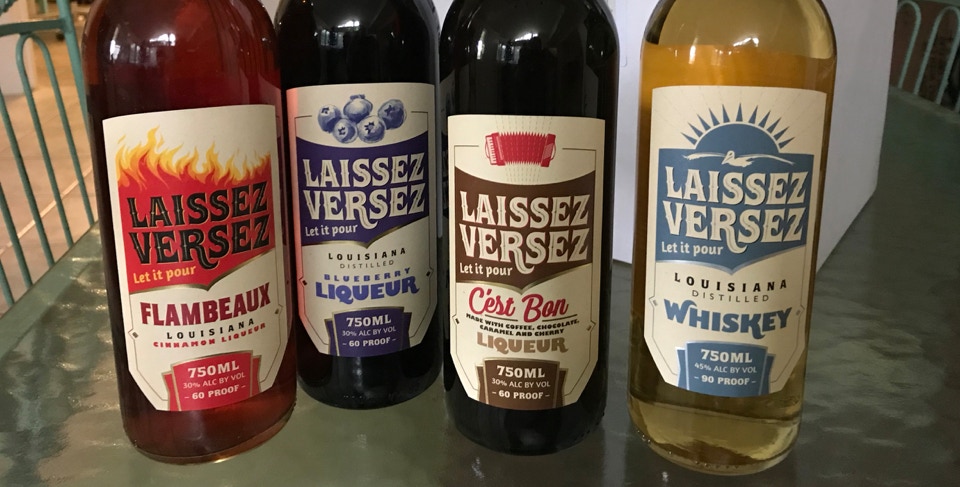 LAISSEZ
VERSEZ
Let it pour
FLAMBEAUX
LOUISIANA
CINNAMON LIQUEUR
750ML
30% ALC BY VOL
- 60 PROOF -
LAISSEZ
VERSEZ
Let it pour
LOUISIANA
DISTILLED
BLUEBERRY
LIQUEUR
750ML
30% ALC BY VOL
- 60 PROOF -
LAISSEZ
VERSEZ
Let it pour
C'est Bon
MADE WITH COFFEE, CHOCOLATE,
CARAMEL AND CHERRY
LIQUEUR
750ML
30% ALC BY VOL
- 60 PROOF -
LAISSEZ
VERSEZ
Let it pour
LOUISIANA
DISTILLED
WHISKEY
750ML
45% ALC BY VOL
- 90 PROOF -